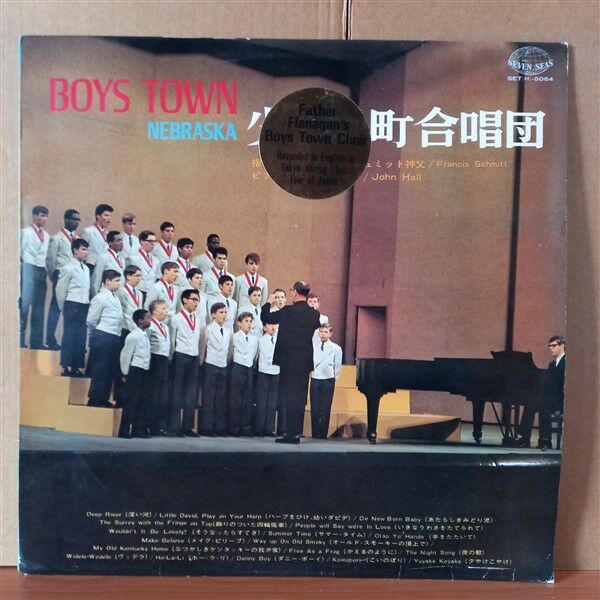 BOYS TOWN
NEBRASKA
町合唱団
SEVEN SEAS
SET H-5064
Father
Flanagan's
Boys Town Choir
Recorded in English in
Tokyo during Their
Tour of Japan
ュミット神父/Francis Schmitt
/John Hall
Deep River (深い河) / Little David, Play on Your Harp (ハープをひけ、幼いダビデ) / De New Born Baby (あたらしきみどり児)
The Surrey with the Fringe on Top (飾りのついた四輪馬車) / People will Say we're in Love (いきなうわさをたてられて)
Wouldn't It Be Lovely? (そうなったらすてき) / Summer Time (サマー・タイム) / Clap Yo' Hands (手をたたいて)
Make Believe (メイク・ビリーブ) / Way up On Old Smoky (オールド・スモーキーの頂上で)
My Old Kentucky Home (なつかしきケンタッキーの我が家) / Free As a Frog (かえるのように) / The Night Song (夜の歌)
Widele-Wedelle (ヴィ、デラ) / Ho-La-Li (ホー・ラ・リ) / Danny Boy (ダニー・ボーイ) / Koinobori (こいのぼり) / Yuyake Koyake (夕やけこやけ)